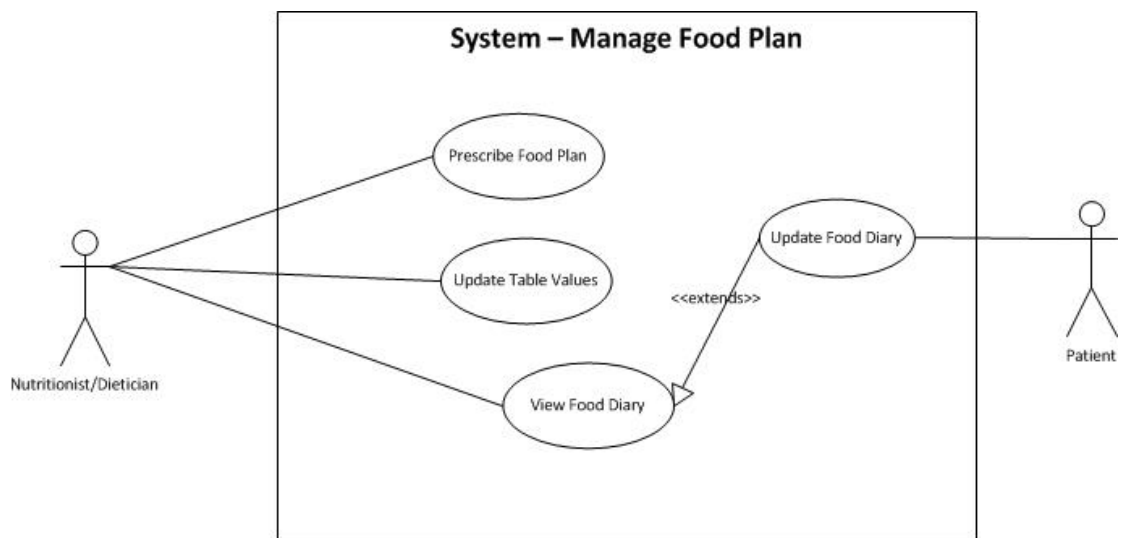 System – Manage Food Plan
Prescribe Food Plan
Update Food Diary
Update Table Values
<<extends>>
Patient
Nutritionist/Dietician
View Food Diary